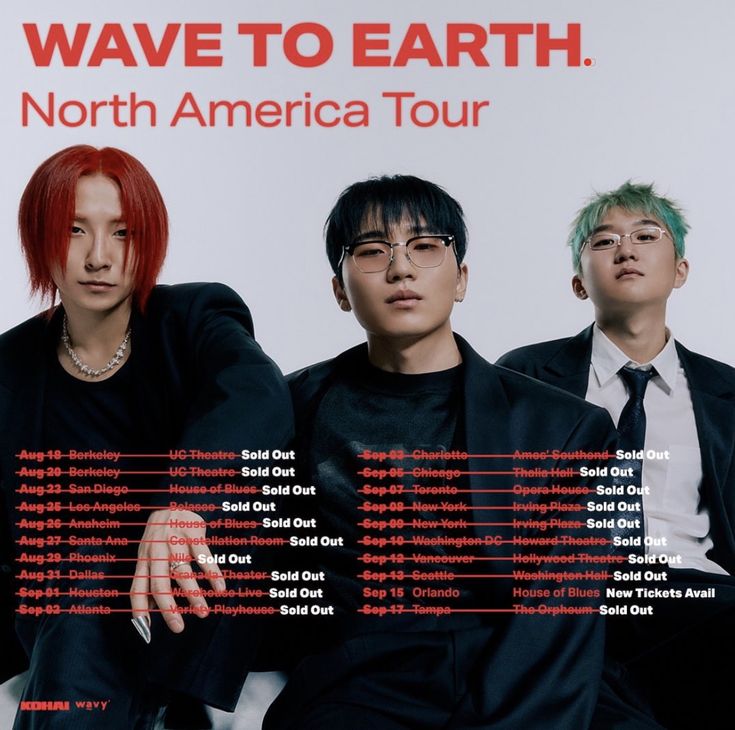 WAVE TO EARTH.
North America Tour
Aug 18 Berkeley UC Theatre Sold Out
Aug 20 Berkeley UC Theatre Sold Out
Aug 23 San Diego House of Blues Sold Out
Aug 25 Los Angeles Belasco Sold Out
Aug 26 Anaheim House of Blues Sold Out
Aug 27 Santa Ana Constellation Room Sold Out
Aug 29 Phoenix Nile Sold Out
Aug 31 Dallas Granada Theater Sold Out
Sep 01 Houston Warehouse Live Sold Out
Sep 02 Atlanta Variety Playhouse Sold Out
Sep 03 Charlotte Amos' Southend Sold Out
Sep 05 Chicago Thalia Hall Sold Out
Sep 07 Toronto Opera House Sold Out
Sep 08 New York Irving Plaza Sold Out
Sep 09 New York Irving Plaza Sold Out
Sep 10 Washington DC Howard Theatre Sold Out
Sep 12 Vancouver Hollywood Theatre Sold Out
Sep 13 Seattle Washington Hall Sold Out
Sep 15 Orlando House of Blues New Tickets Avail
Sep 17 Tampa The Orpheum Sold Out
KOHAI wavy